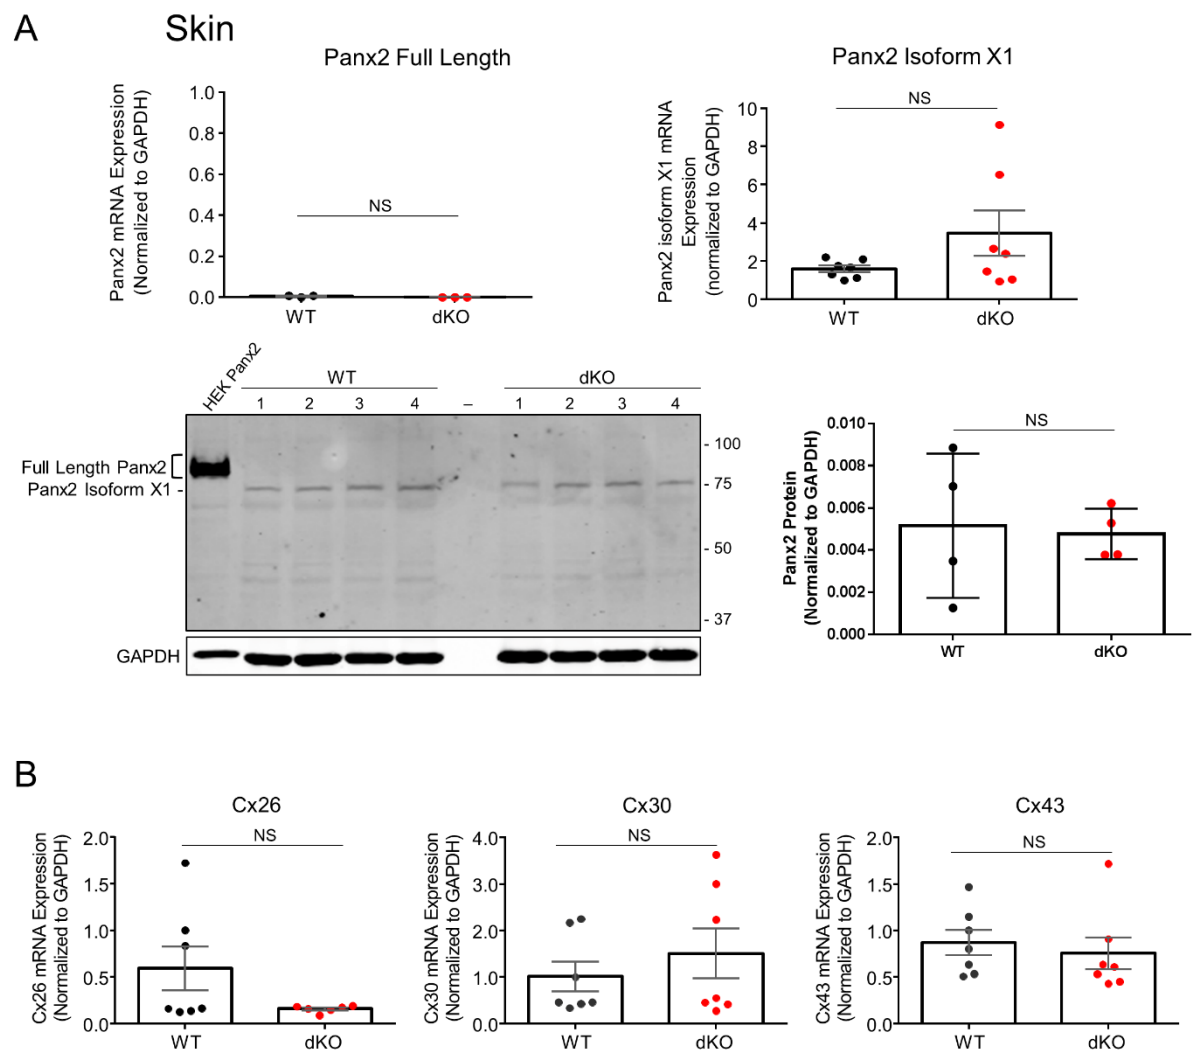 A
Skin
Panx2 Full Length
Panx2 mRNA Expression
(Normalized to GAPDH)
1.0
0.8
0.6
0.4
0.2
0.0
NS
WT
dKO
Panx2 Isoform X1
Panx2 isoform X1 mRNA
Expression
(normalized to GAPDH)
10
8
6
4
2
0
NS
WT
dKO
HEK Panx2
WT
dKO
1 2 3 4 – 1 2 3 4
Full Length Panx2
Panx2 Isoform X1 -
- 100
- 75
- 50
- 37
GAPDH
Panx2 Protein
(Normalized to GAPDH)
0.010
0.008
0.006
0.004
0.002
0.000
NS
WT
dKO
B
Cx26
Cx26 mRNA Expression
(Normalized to GAPDH)
2.0
1.5
1.0
0.5
0.0
NS
WT
dKO
Cx30
Cx30 mRNA Expression
(Normalized to GAPDH)
4.0
3.0
2.0
1.0
0.0
NS
WT
dKO
Cx43
Cx43 mRNA Expression
(Normalized to GAPDH)
2.0
1.5
1.0
0.5
0.0
NS
WT
dKO